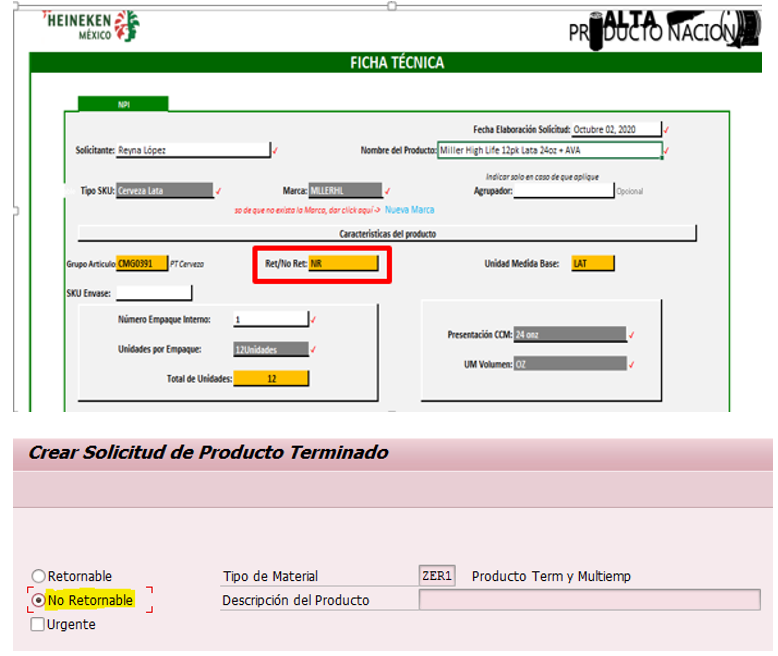 HEINEKEN
MÉXICO
ALTA
PRODUCTO NACION
FICHA TÉCNICA
NPI
Fecha Elaboración Solicitud: Octubre 02, 2020
Solicitante: Reyna López
Nombre del Producto: Miller High Life 12pk Lata 24oz + AVA
Indicar solo en caso de que aplique
Tipo SKU: Cerveza Lata
Marca: MLLERHL
Agrupador:
Opcional
so de que no exista la Marca, dar click aquí-> Nueva Marca
Características del producto
Grupo Articulo CMG0391 PT Cerveza
Ret/No Ret: NR
Unidad Medida Base: LAT
SKU Envase:
Número Empaque Interno: 1
Unidades por Empaque: 12Unidades
Total de Unidades: 12
Presentación CCM: 24 onz
UM Volumen: OZ
Crear Solicitud de Producto Terminado
Retornable
Tipo de Material ZER1 Producto Term y Multiemp
No Retornable
Descripción del Producto
Urgente